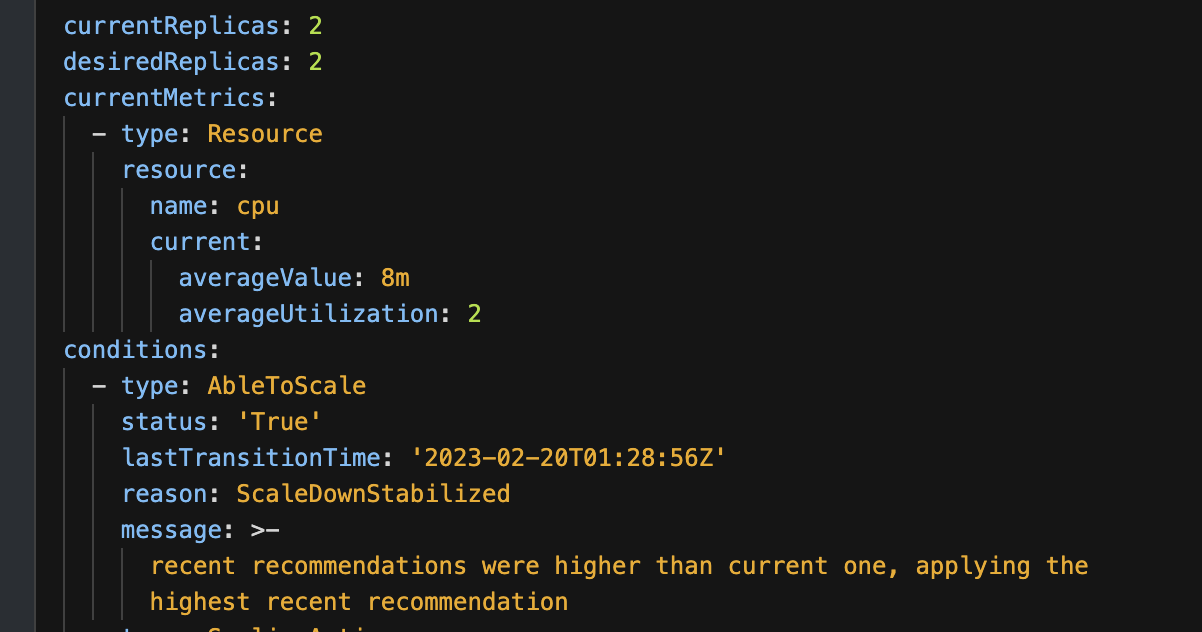 currentReplicas: 2
desiredReplicas: 2
currentMetrics:
- type: Resource
resource:
name: cpu
current:
averageValue: 8m
averageUtilization: 2
conditions:
- type: AbleToScale
status: 'True'
lastTransitionTime: '2023-02-20T01:28:56Z'
reason: ScaleDownStabilized
message: >-
recent recommendations were higher than current one, applying the
highest recent recommendation